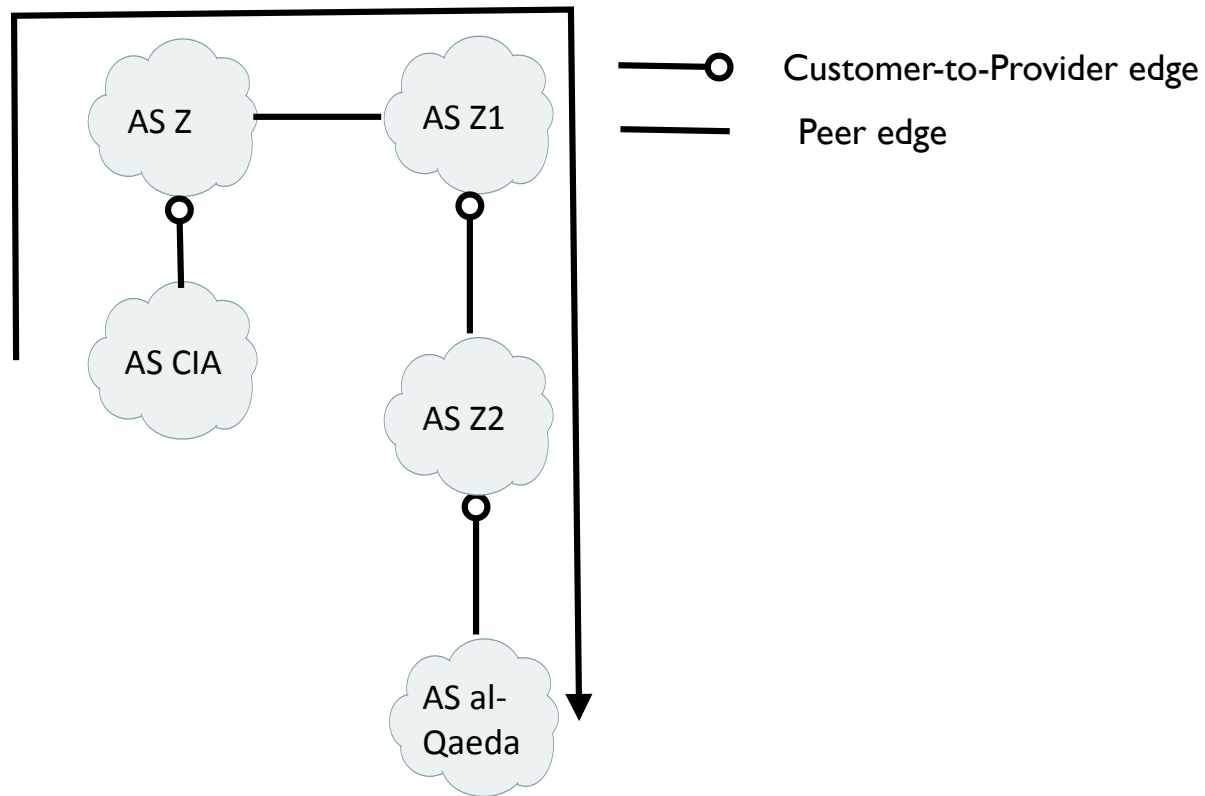 AS Z
AS Z1
Customer-to-Provider edge
Peer edge
AS CIA
AS Z2
AS al-
Qaeda